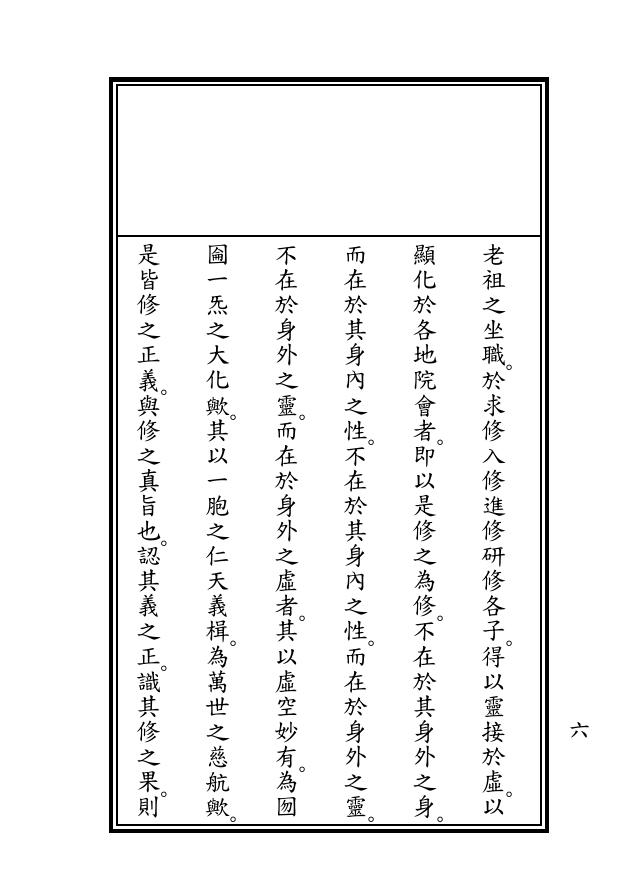 老祖之坐職。於求修入修進修研修各子。得以靈接於虛。以
顯化於各地院會者。即以是修之為修。不在於其身外之身。
而在於其身內之性。不在於其身內之性。而在於身外之靈。
不在於身外之靈。而在於身外之虛者。其以虛空妙有。為囫
圇一炁之大化歟。其以一胞之仁天義楫。為萬世之慈航歟。
是皆修之正義。與修之真旨也。認其義之正。識其修之果。則
六